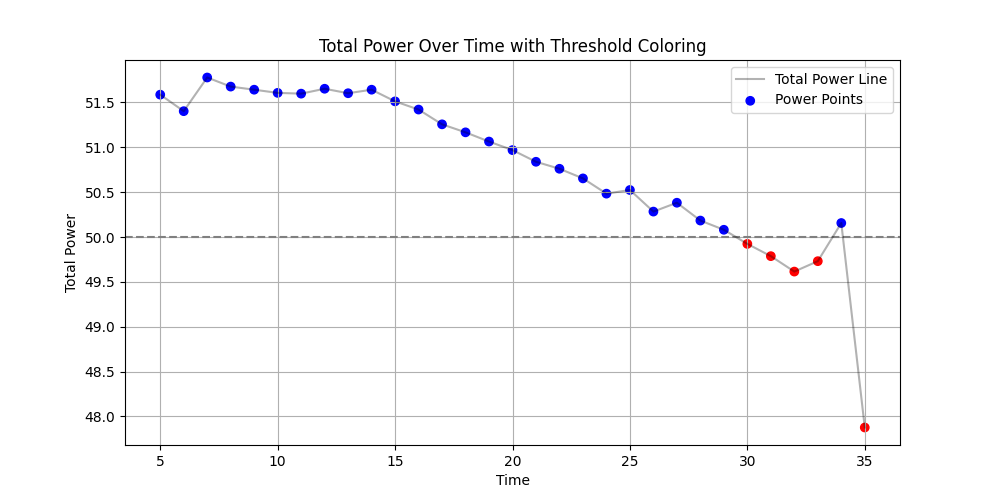 Total Power Over Time with Threshold Coloring
Total Power Line
Power Points
Total Power
51.5
51.0
50.5
50.0
49.5
49.0
48.5
48.0
5 10 15 20 25 30 35
Time